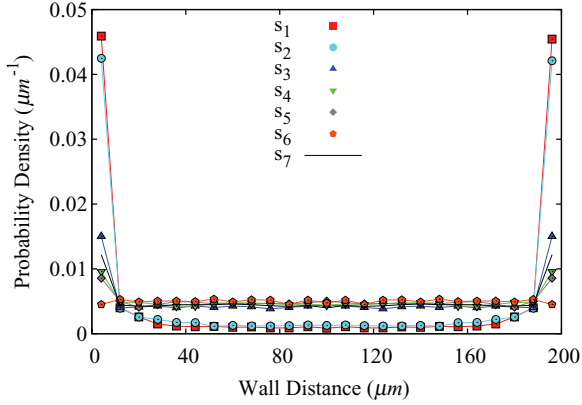 0.05
0.04
0.03
0.02
0.01
0
0 40 80 120 160 200
Probability Density (μm⁻¹)
Wall Distance (μm)
s₁
s₂
s₃
s₄
s₅
s₆
s₇